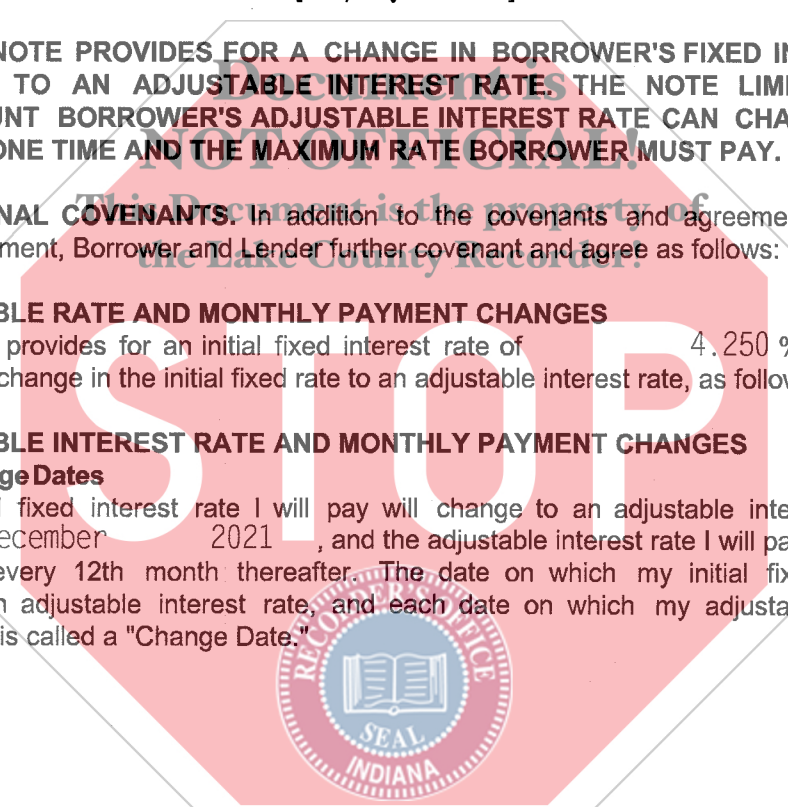 NOTE PROVIDES FOR A CHANGE IN BORROWER'S FIXED IN
TO AN ADJUSTABLE INTEREST RATE. THE NOTE LIMI
UNT BORROWER'S ADJUSTABLE INTEREST RATE CAN CHA
ONE TIME AND THE MAXIMUM RATE BORROWER MUST PAY.
Document is
NOT OFFICIAL!
This Document is the property of
the Lake County Recorder!
NAL COVENANTS. In addition to the covenants and agreeme
ment, Borrower and Lender further covenant and agree as follows:
BLE RATE AND MONTHLY PAYMENT CHANGES
provides for an initial fixed interest rate of 4.250 %
change in the initial fixed rate to an adjustable interest rate, as follow
BLE INTEREST RATE AND MONTHLY PAYMENT CHANGES
ge Dates
fixed interest rate I will pay will change to an adjustable inte
ecember 2021 , and the adjustable interest rate I will pa
every 12th month thereafter. The date on which my initial fix
n adjustable interest rate, and each date on which my adjusta
is called a "Change Date."
STOP
RECORDER'S OFFICE
SEAL
INDIANA